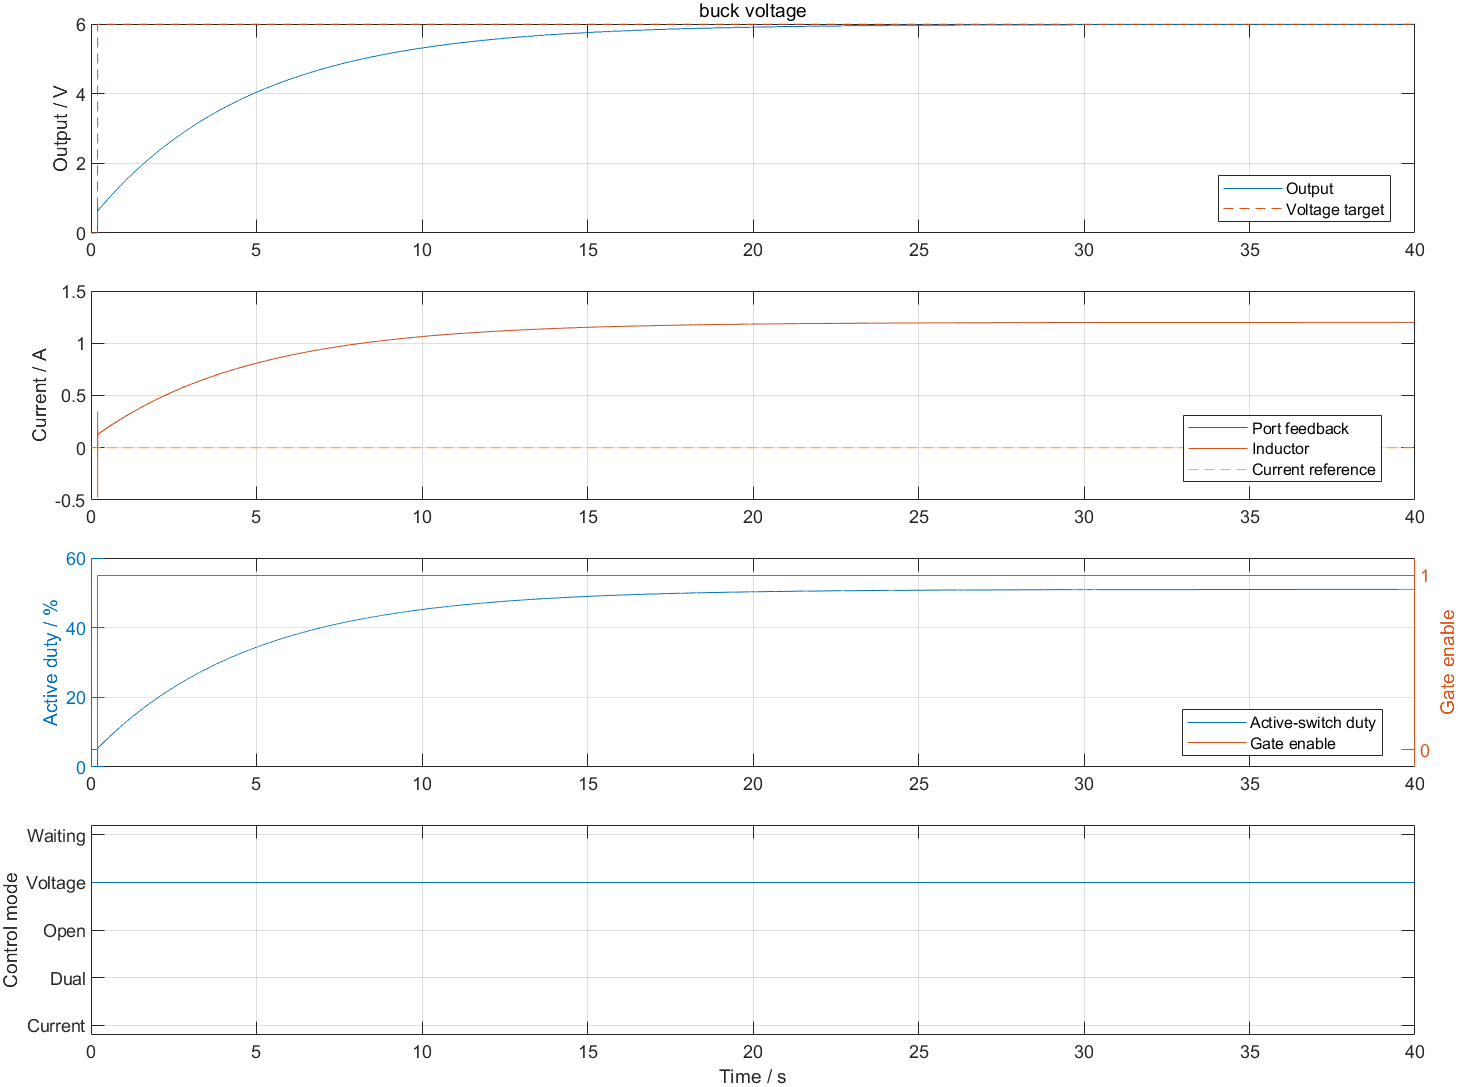 buck voltage
Output / V
6
4
2
0
0 5 10 15 20 25 30 35 40
Output
Voltage target
Current / A
1.5
1
0.5
0
-0.5
0 5 10 15 20 25 30 35 40
Port feedback
Inductor
Current reference
Active duty / %
60
40
20
0
0 5 10 15 20 25 30 35 40
Gate enable
1
0
Active-switch duty
Gate enable
Control mode
Waiting
Voltage
Open
Dual
Current
0 5 10 15 20 25 30 35 40
Time / s